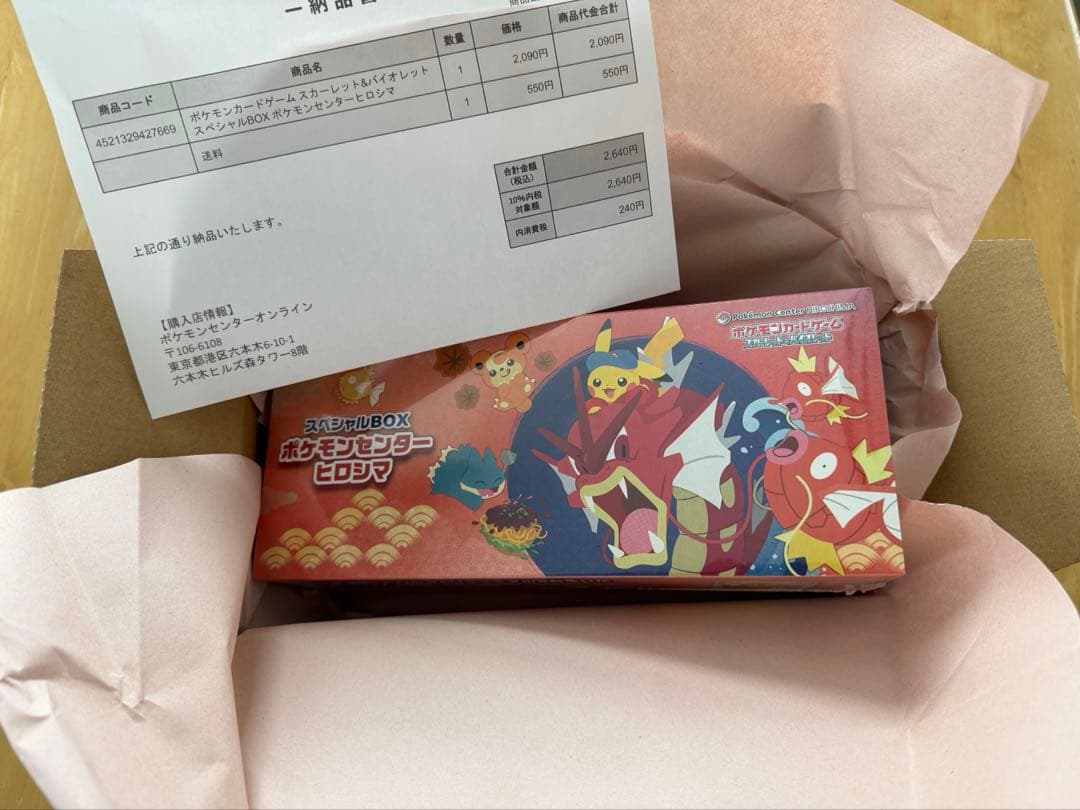 商品コード 商品名 数量 価格 商品代金合計
4521329427669 ポケモンカードゲーム スカーレット&バイオレット
スペシャルBOX ポケモンセンターヒロシマ 1 2,090円 2,090円
送料 1 550円 550円
合計金額
(税込) 2,640円
10%内税
対象額 2,640円
内消費税 240円
上記の通り納品いたします。
【購入店情報】
ポケモンセンターオンライン
〒106-6108
東京都港区六本木6-10-1
六本木ヒルズ森タワー8階
Pokémon Center HIROSHIMA
ポケモンカードゲーム
スカーレット&バイオレット
スペシャルBOX
ポケモンセンター
ヒロシマ